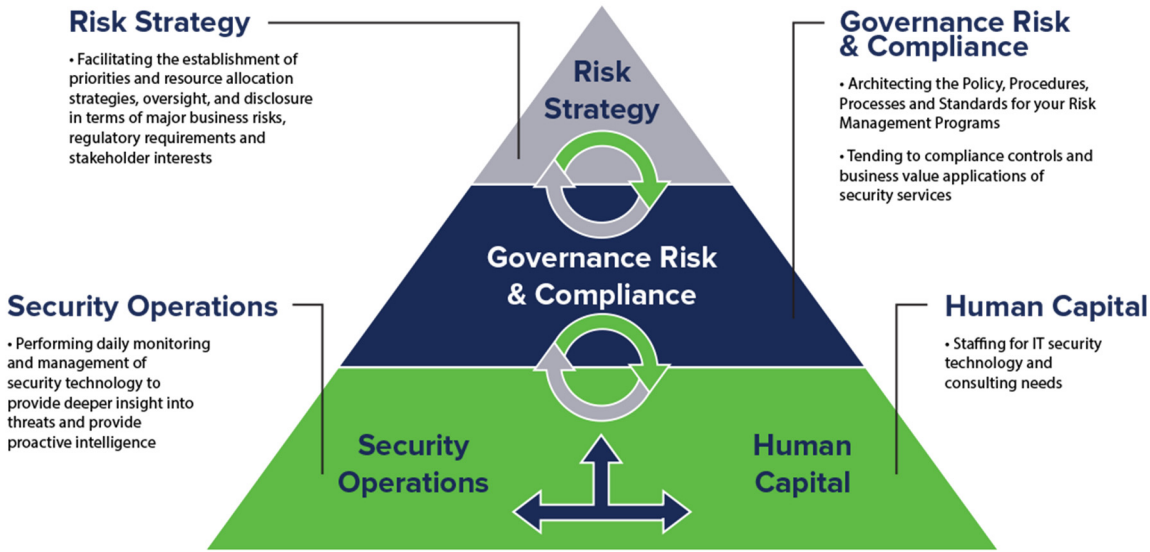 Risk Strategy
• Facilitating the establishment of
priorities and resource allocation
strategies, oversight, and disclosure
in terms of major business risks,
regulatory requirements and
stakeholder interests
Governance Risk
& Compliance
• Architecting the Policy, Procedures,
Processes and Standards for your Risk
Management Programs
• Tending to compliance controls and
business value applications of
security services
Risk
Strategy
Governance Risk
& Compliance
Security Operations
• Performing daily monitoring
and management of
security technology to
provide deeper insight into
threats and provide
proactive intelligence
Human Capital
• Staffing for IT security
technology and
consulting needs
Security
Operations
Human
Capital